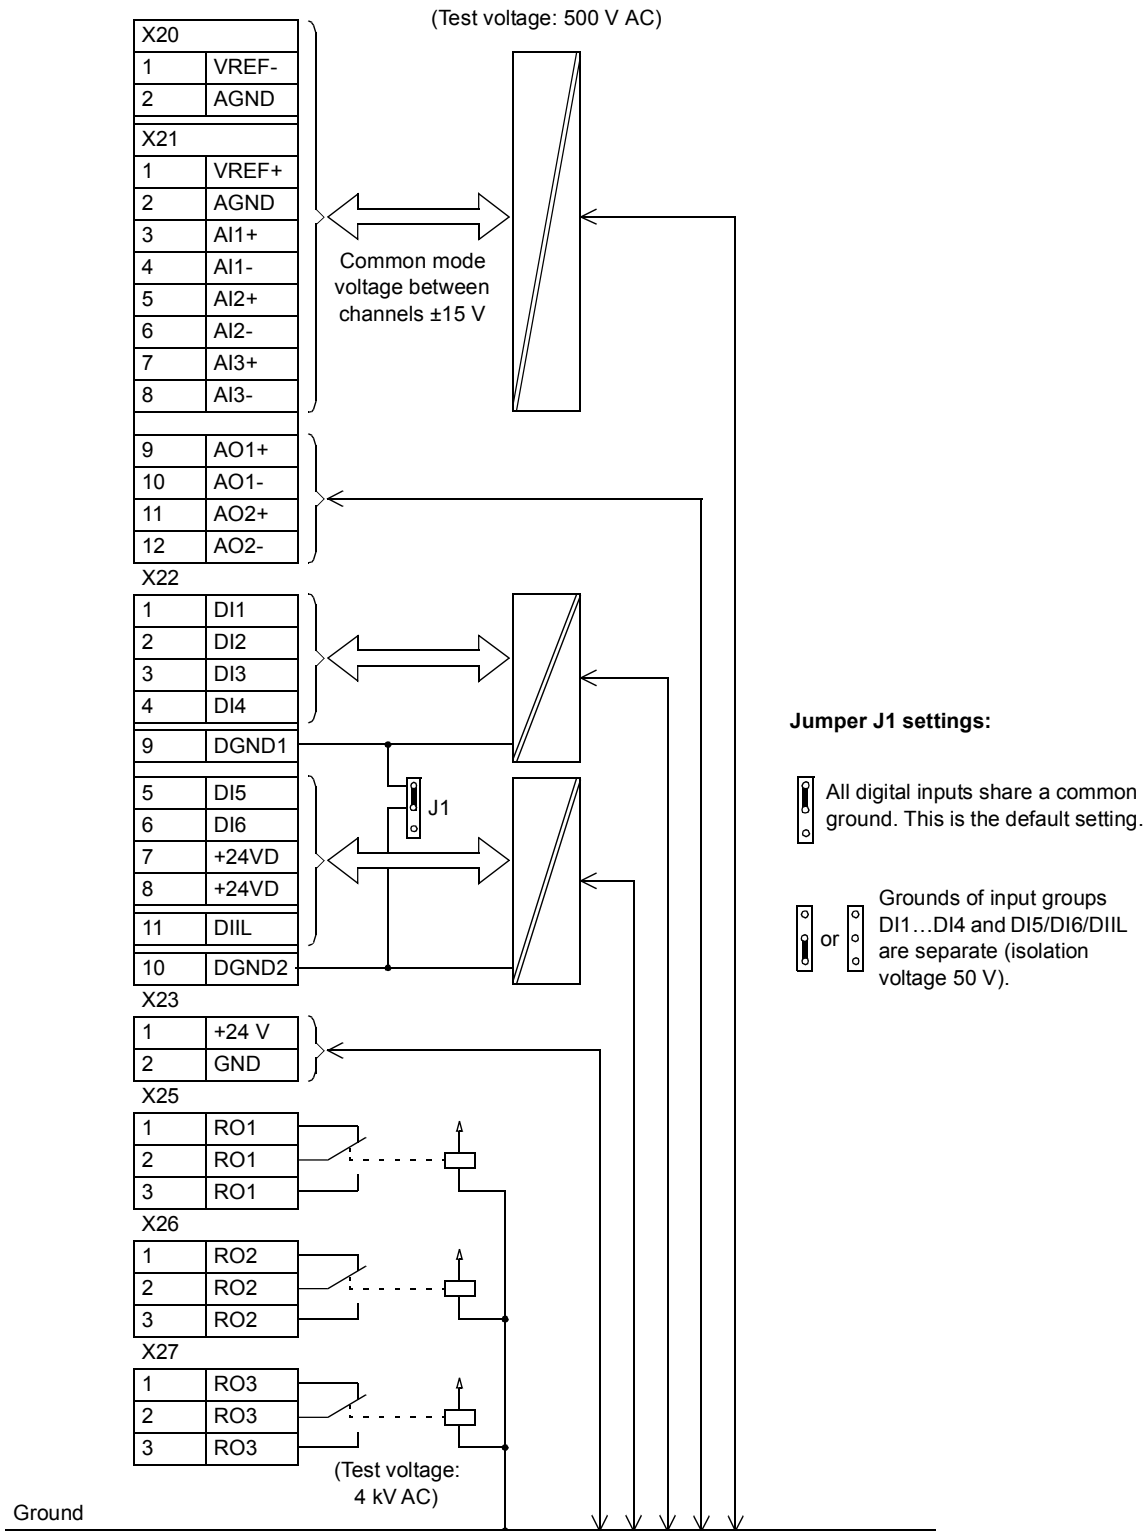 (Test voltage: 500 V AC)
X20
1 VREF-
2 AGND
X21
1 VREF+
2 AGND
3 AI1+
4 AI1-
5 AI2+
6 AI2-
7 AI3+
8 AI3-
Common mode
voltage between
channels ±15 V
9 AO1+
10 AO1-
11 AO2+
12 AO2-
X22
1 DI1
2 DI2
3 DI3
4 DI4
9 DGND1
5 DI5
6 DI6
7 +24VD
8 +24VD
11 DIIL
10 DGND2
J1
Jumper J1 settings:
All digital inputs share a common
ground. This is the default setting.
or
Grounds of input groups
DI1…DI4 and DI5/DI6/DIIL
are separate (isolation
voltage 50 V).
X23
1 +24 V
2 GND
X25
1 RO1
2 RO1
3 RO1
X26
1 RO2
2 RO2
3 RO2
X27
1 RO3
2 RO3
3 RO3
(Test voltage:
4 kV AC)
Ground